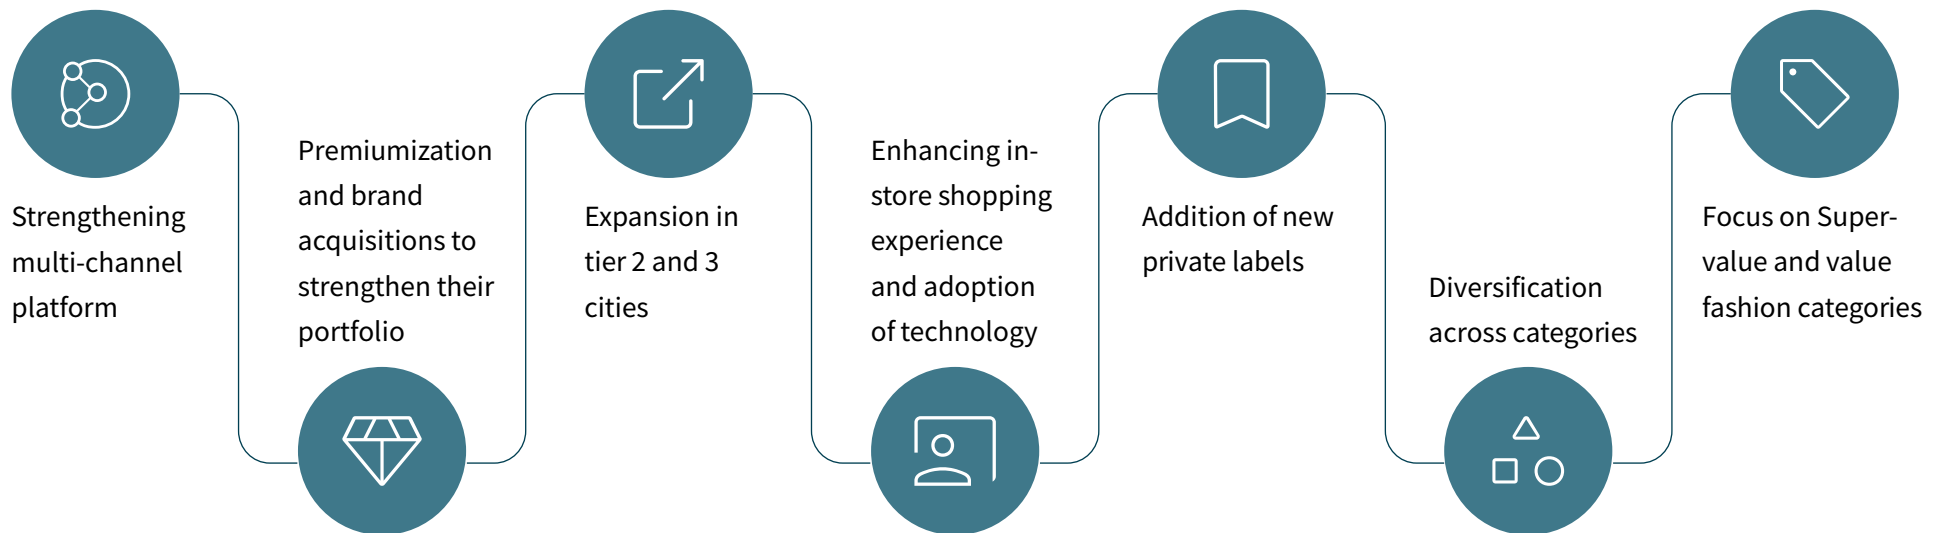 Strengthening
multi-channel
platform
Premiumization
and brand
acquisitions to
strengthen their
portfolio
Expansion in
tier 2 and 3
cities
Enhancing in-
store shopping
experience
and adoption
of technology
Addition of new
private labels
Diversification
across categories
Focus on Super-
value and value
fashion categories